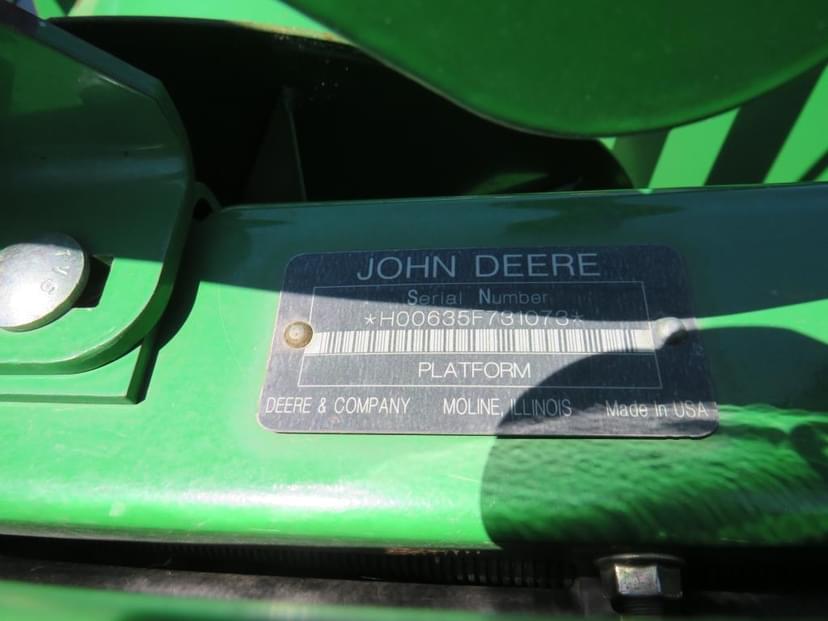 JOHN DEERE
Serial Number
*H00635F731073*
PLATFORM
DEERE & COMPANY MOLINE, ILLINOIS Made in USA